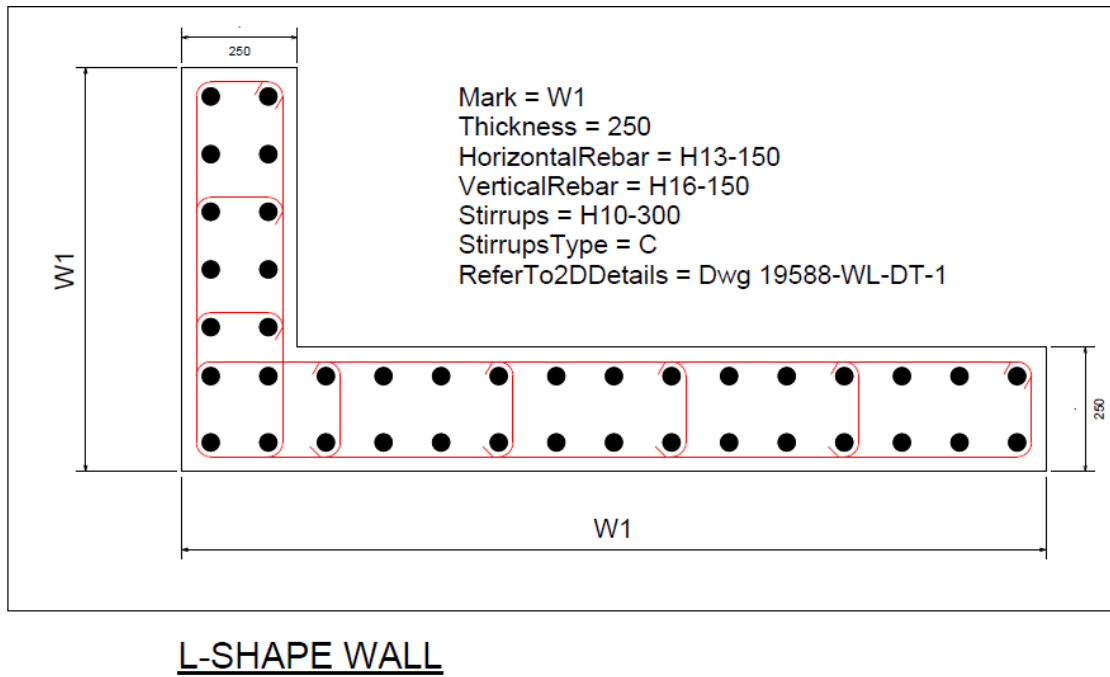 250
Mark = W1
Thickness = 250
HorizontalRebar = H13-150
VerticalRebar = H16-150
Stirrups = H10-300
StirrupsType = C
ReferTo2DDetails = Dwg 19588-WL-DT-1
W1
250
W1
L-SHAPE WALL